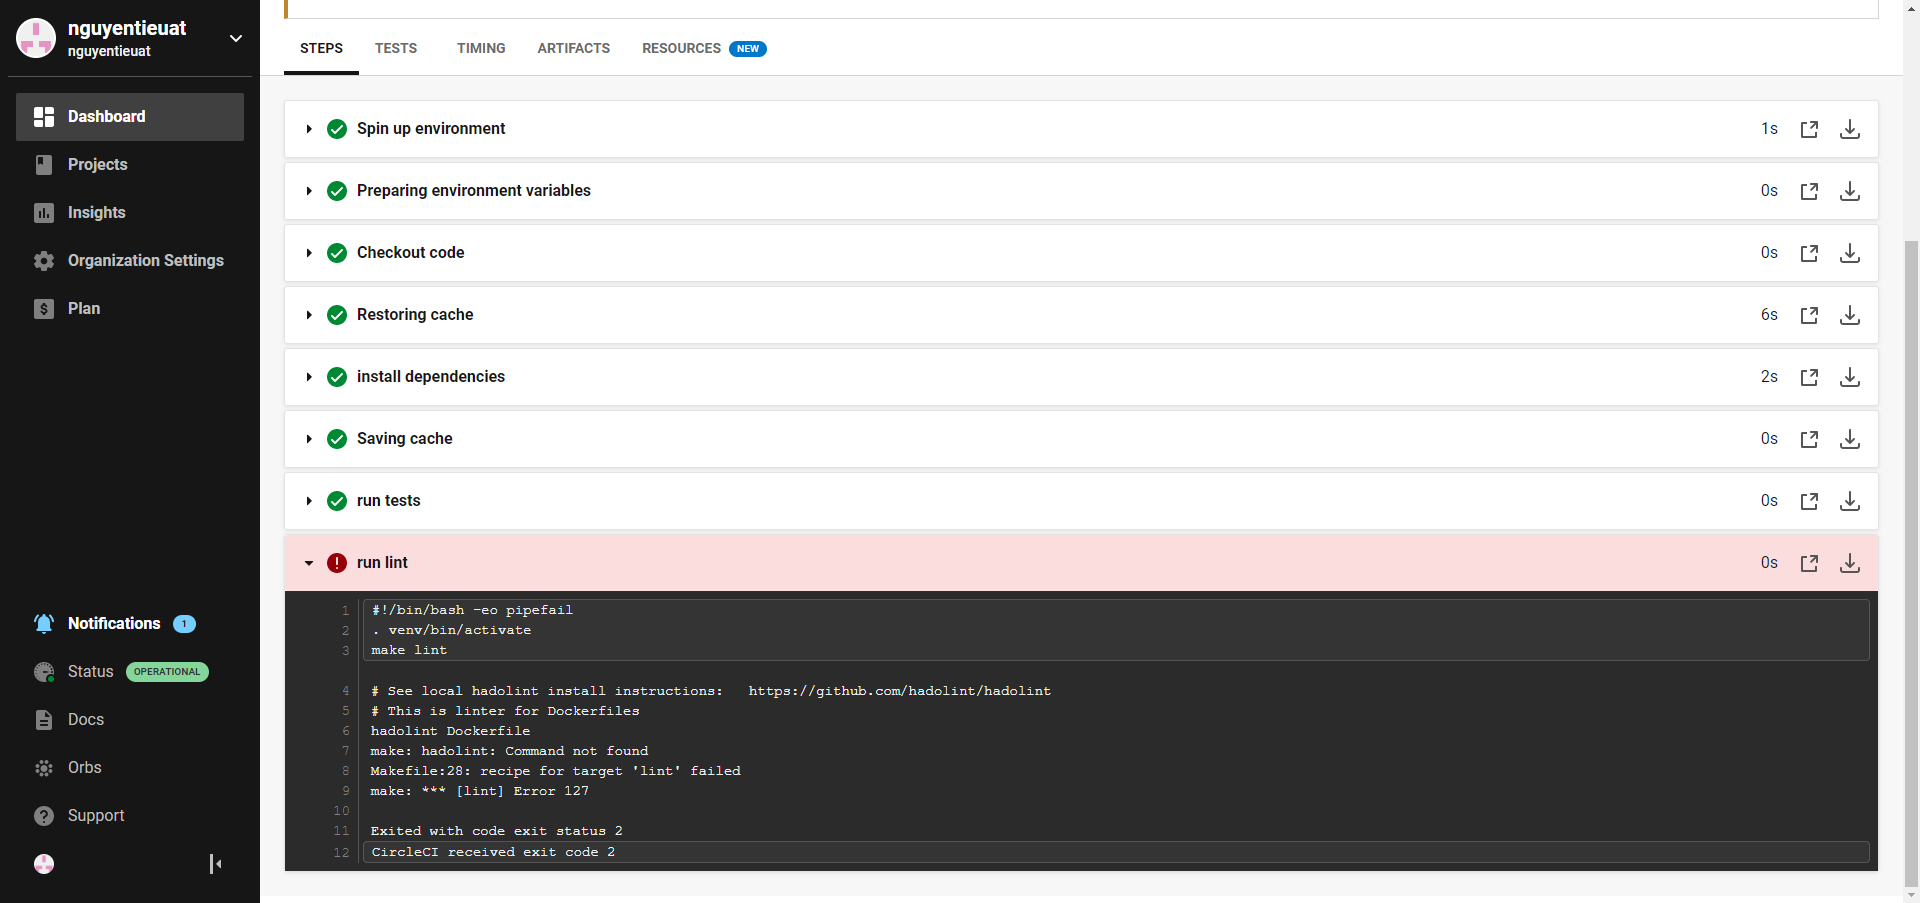 nguyentieuat
nguyentieuat
Dashboard
Projects
Insights
Organization Settings
$ Plan
Notifications 1
Status OPERATIONAL
Docs
Orbs
? Support
STEPS TESTS TIMING ARTIFACTS RESOURCES NEW
Spin up environment 1s
Preparing environment variables 0s
Checkout code 0s
Restoring cache 6s
install dependencies 2s
Saving cache 0s
run tests 0s
! run lint 0s
1 #!/bin/bash -eo pipefail
2 . venv/bin/activate
3 make lint
4 # See local hadolint install instructions:   https://github.com/hadolint/hadolint
5 # This is linter for Dockerfiles
6 hadolint Dockerfile
7 make: hadolint: Command not found
8 Makefile:28: recipe for target 'lint' failed
9 make: *** [lint] Error 127
10
11 Exited with code exit status 2
12 CircleCI received exit code 2